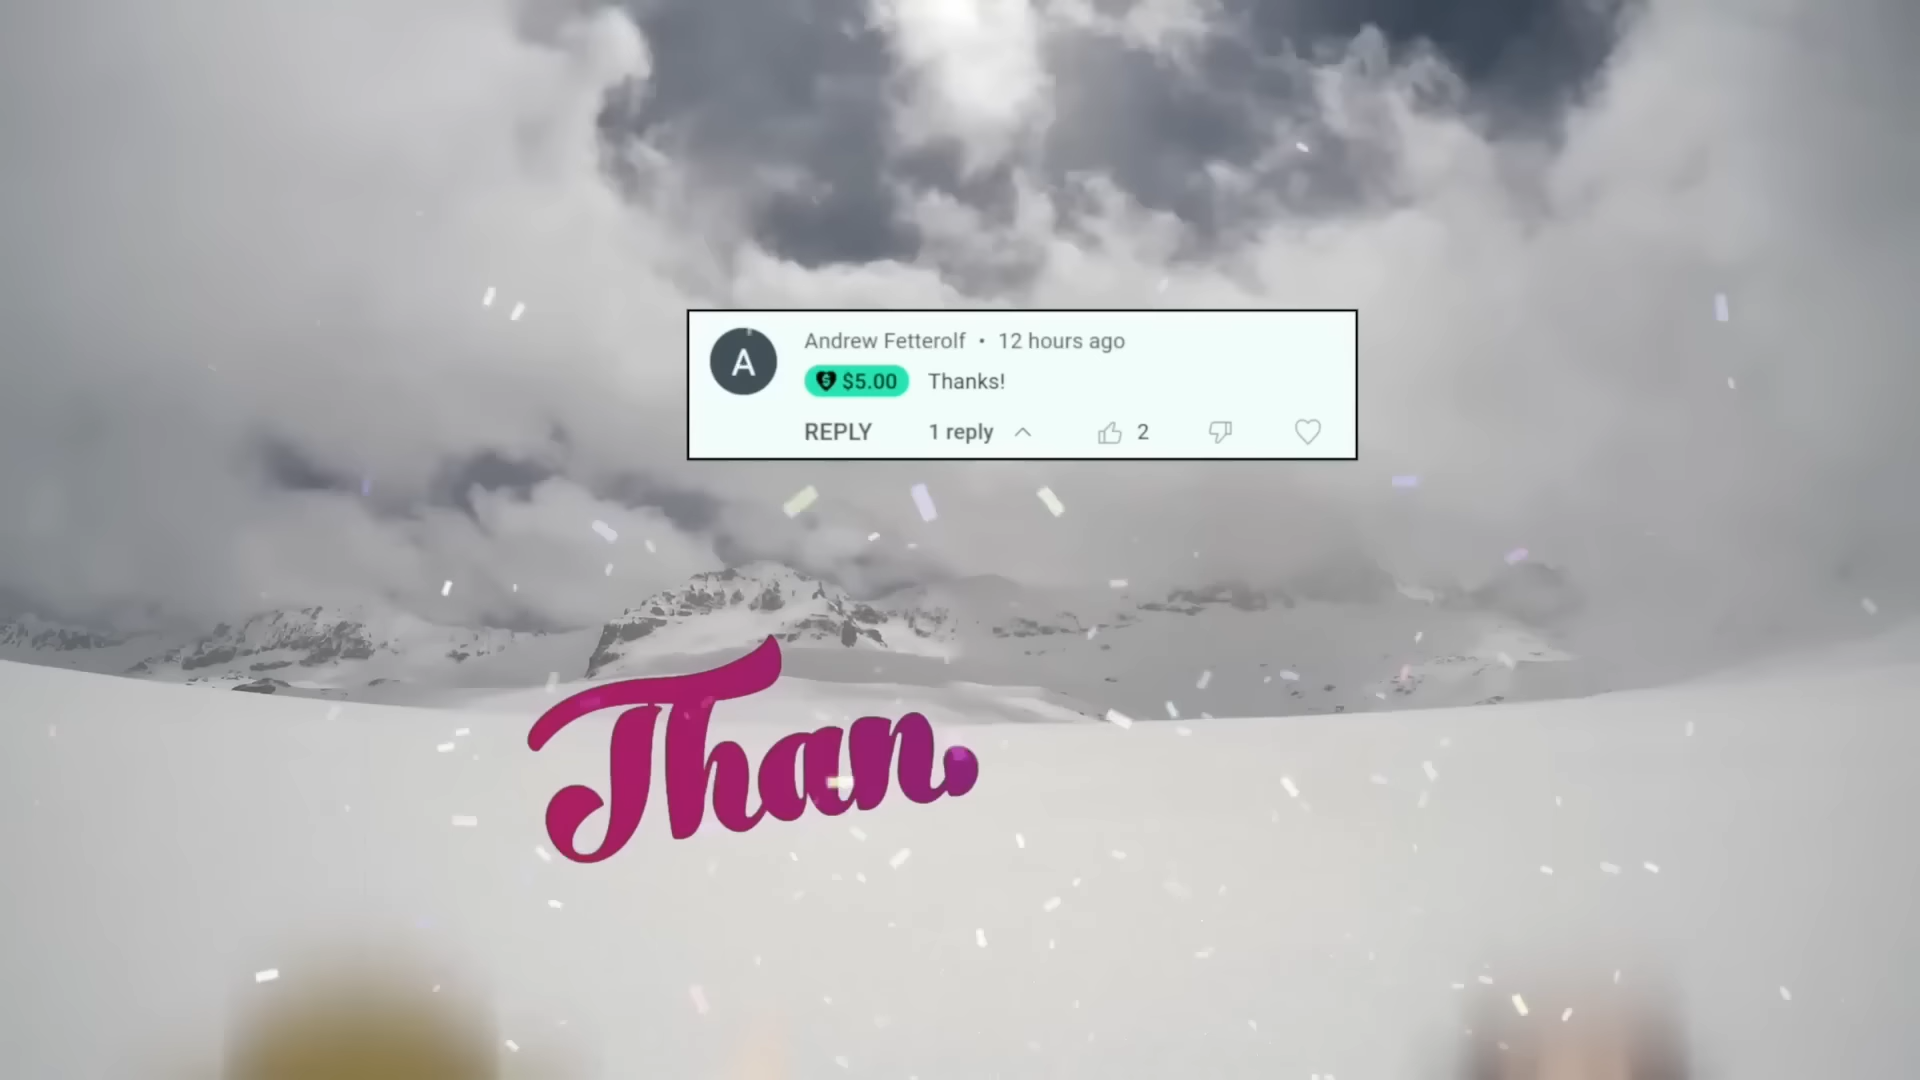 A
Andrew Fetterolf • 12 hours ago
$5.00 Thanks!
REPLY 1 reply 2
Than